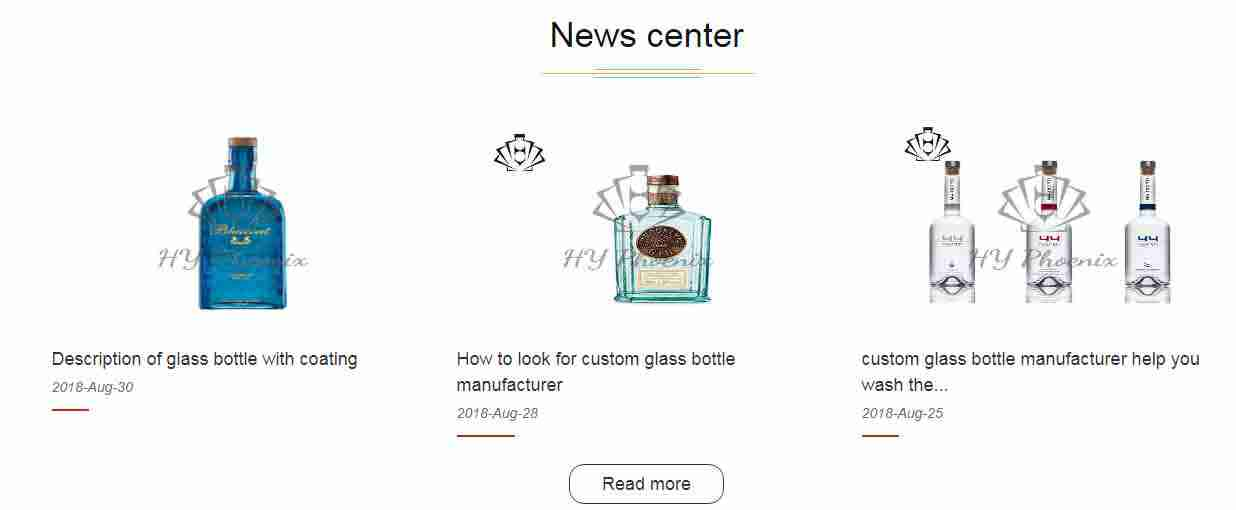 News center
HY Phoenix
HY Phoenix
HY Phoenix
44
44
44
Description of glass bottle with coating
2018-Aug-30
How to look for custom glass bottle
manufacturer
2018-Aug-28
custom glass bottle manufacturer help you
wash the...
2018-Aug-25
Read more